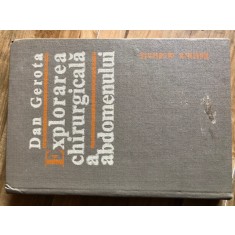 Dan Gerota
Explorarea
chirurgicală
a
abdomenului